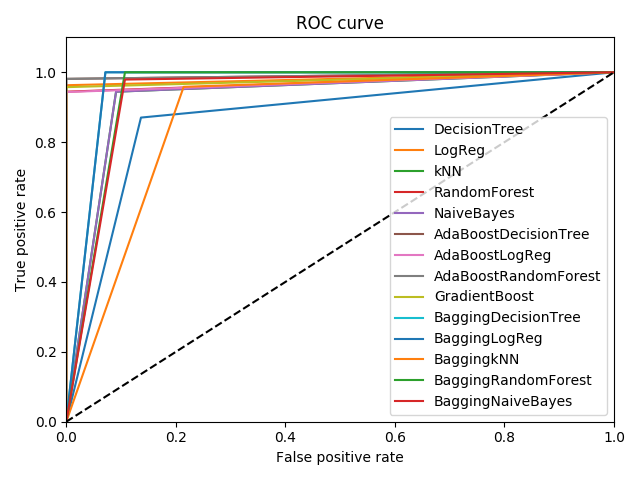 ROC curve
True positive rate
1.0
0.8
0.6
0.4
0.2
0.0
DecisionTree
LogReg
kNN
RandomForest
NaiveBayes
AdaBoostDecisionTree
AdaBoostLogReg
AdaBoostRandomForest
GradientBoost
BaggingDecisionTree
BaggingLogReg
BaggingkNN
BaggingRandomForest
BaggingNaiveBayes
0.0 0.2 0.4 0.6 0.8 1.0
False positive rate